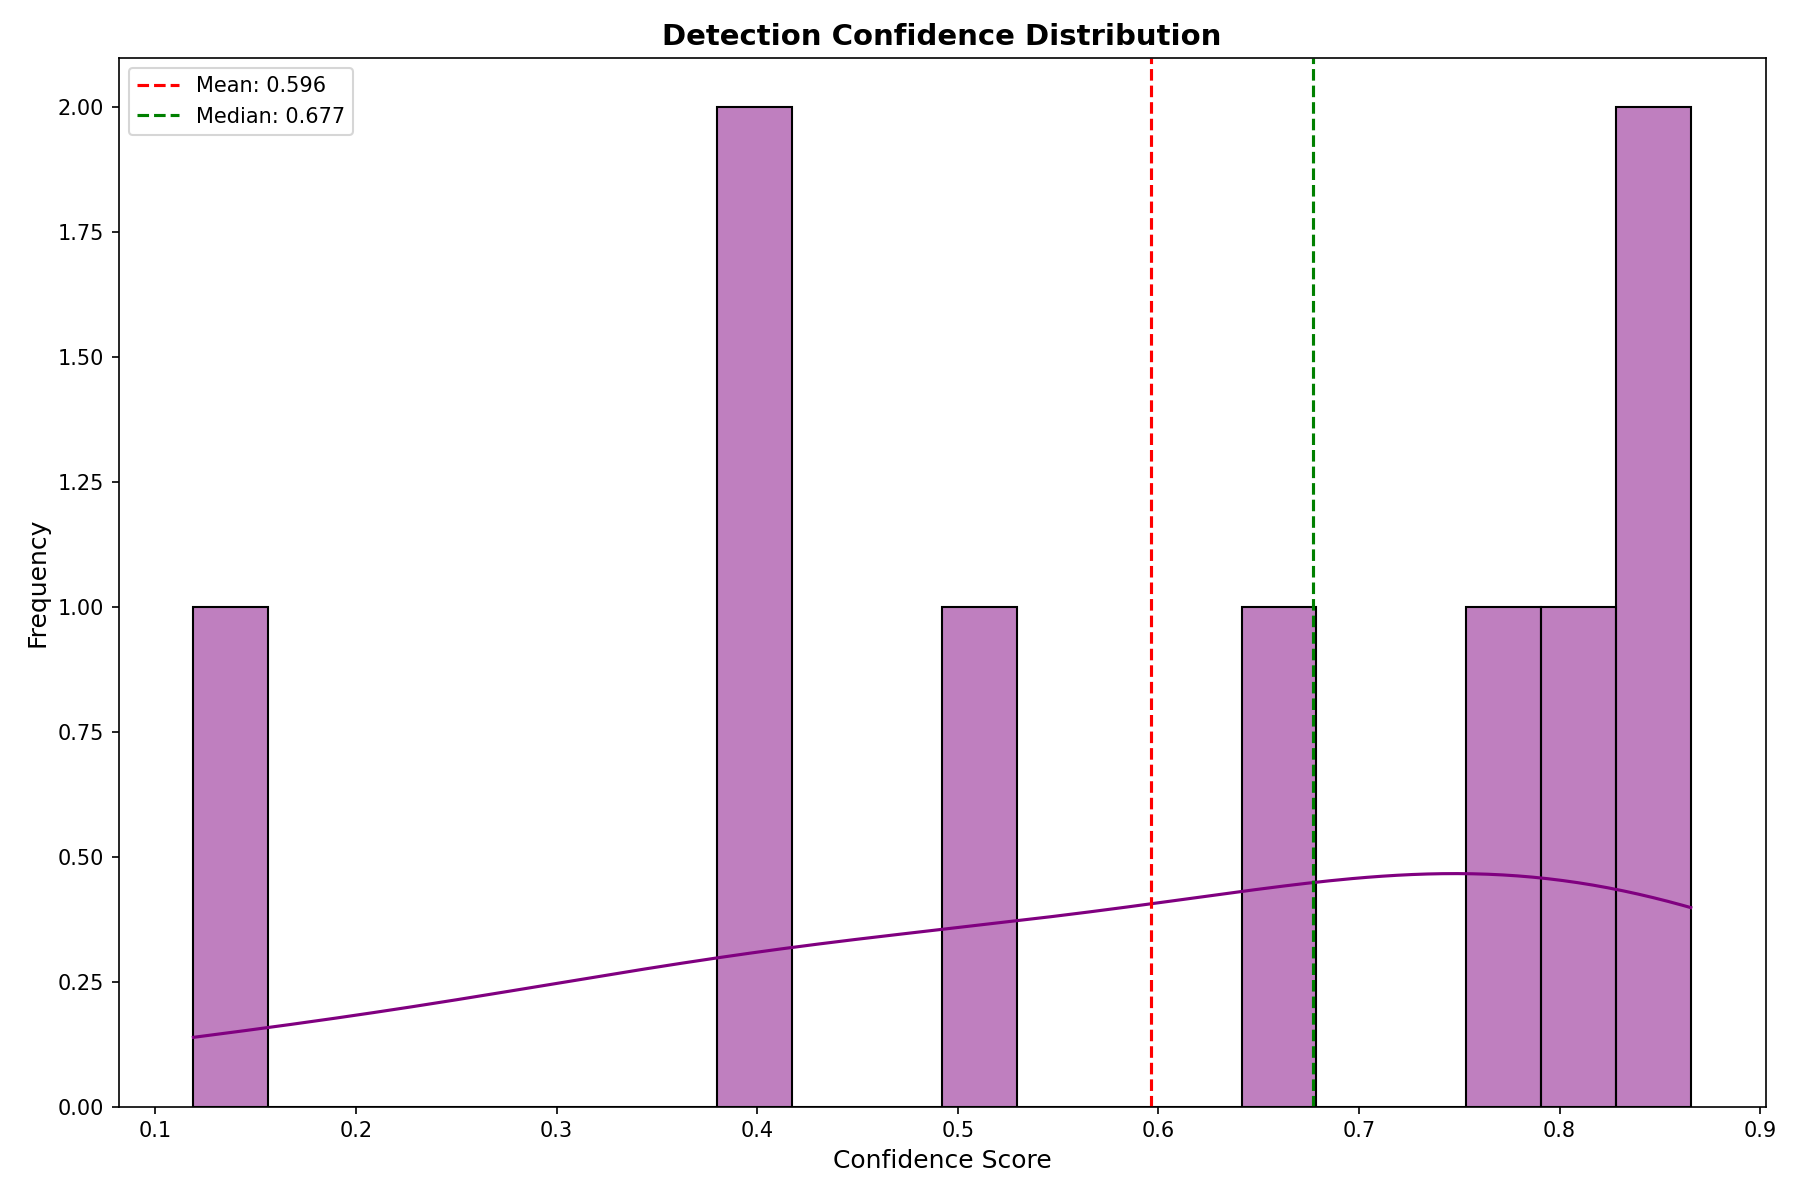 Detection Confidence Distribution
Mean: 0.596
Median: 0.677
2.00
1.75
1.50
1.25
1.00
0.75
0.50
0.25
0.00
Frequency
0.1 0.2 0.3 0.4 0.5 0.6 0.7 0.8 0.9
Confidence Score